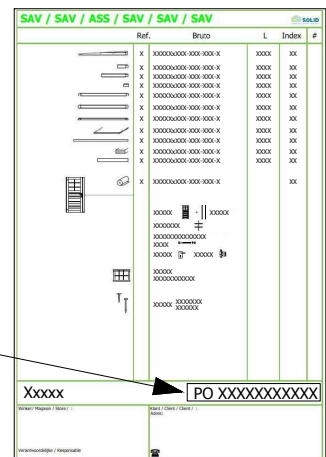 SAV / SAV / ASS / SAV / SAV / SAV SOLID
Ref. Bruto L Index #
X XXXXXxXXX-XXX-XXX-X XXXX XX
X XXXXXxXXX-XXX-XXX-X XXXX XX
X XXXXXxXXX-XXX-XXX-X XXXX XX
X XXXXXxXXX-XXX-XXX-X XXXX XX
X XXXXXxXXX-XXX-XXX-X XXXX XX
X XXXXXxXXX-XXX-XXX-X XXXX XX
X XXXXXxXXX-XXX-XXX-X XXXX XX
X XXXXXxXXX-XXX-XXX-X XXXX XX
X XXXXXxXXX-XXX-XXX-X XXXX XX
X XXXXXxXXX-XXX-XXX-X XXXX XX
X XXXXXxXXX-XXX-XXX-X XXXX XX
X XXXXXxXXX-XXX-XXX-X XX
XXXXX + XXXXX
XXXXXXX
XXXXXXXXXXXXXX
XXXX
XXXXX XXXXX
XXXXX
XXXXXXXXXXX
XXXXX XXXXXXX
XXXXXX
Xxxxx PO XXXXXXXXXXX
Winkel / Magasin / Store / :
Klant / Client / Client / :
Adres:
Verantwoordelijke / Responsable